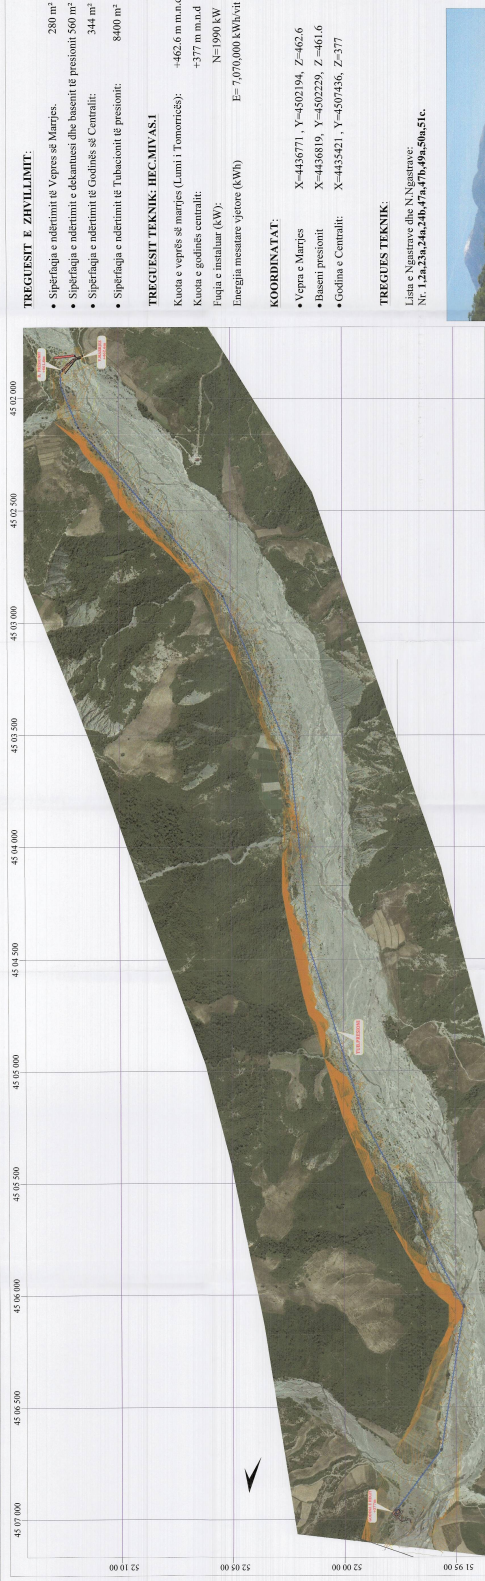 TREGUESIT E ZHVILLIMIT:
• Sipërfaqja e ndërtimit të Vepres së Marrjes. 280 m²
• Sipërfaqja e ndërtimit e dekantuesi dhe basenit të presionit 560 m²
• Sipërfaqja e ndërtimit të Godinës së Centralit: 344 m²
• Sipërfaqja e ndërtimit të Tubacionit të presionit: 8400 m²
TREGUESIT TEKNIK: HEC.MIVAS.1
Kuota e veprës së marrjes (Lumi i Tomorricës): +462.6 m m.n.d
Kuota e godinës centralit: +377 m m.n.d
Fuqia e instaluar (kW): N=1990 kW
Energjia mesatare vjetore (kWh) E= 7,070,000 kWh/vit
KOORDINATAT:
• Vepra e Marrjes X=4436771 , Y=4502194, Z=462.6
• Baseni presionit X=4436819, Y=4502229, Z=461.6
• Godina e Centralit: X=4435421 , Y=4507436, Z=377
TREGUES TEKNIK:
Lista e Ngastrave dhe N.Ngastrave:
Nr. 1,2a,23a,24a,24b,47a,47b,49a,50a,51c.
45 07 000
45 06 500
45 06 000
45 05 500
45 05 000
45 04 500
45 04 000
45 03 500
45 03 000
45 02 500
45 02 000
52 10 00
52 05 00
52 00 00
51 95 00